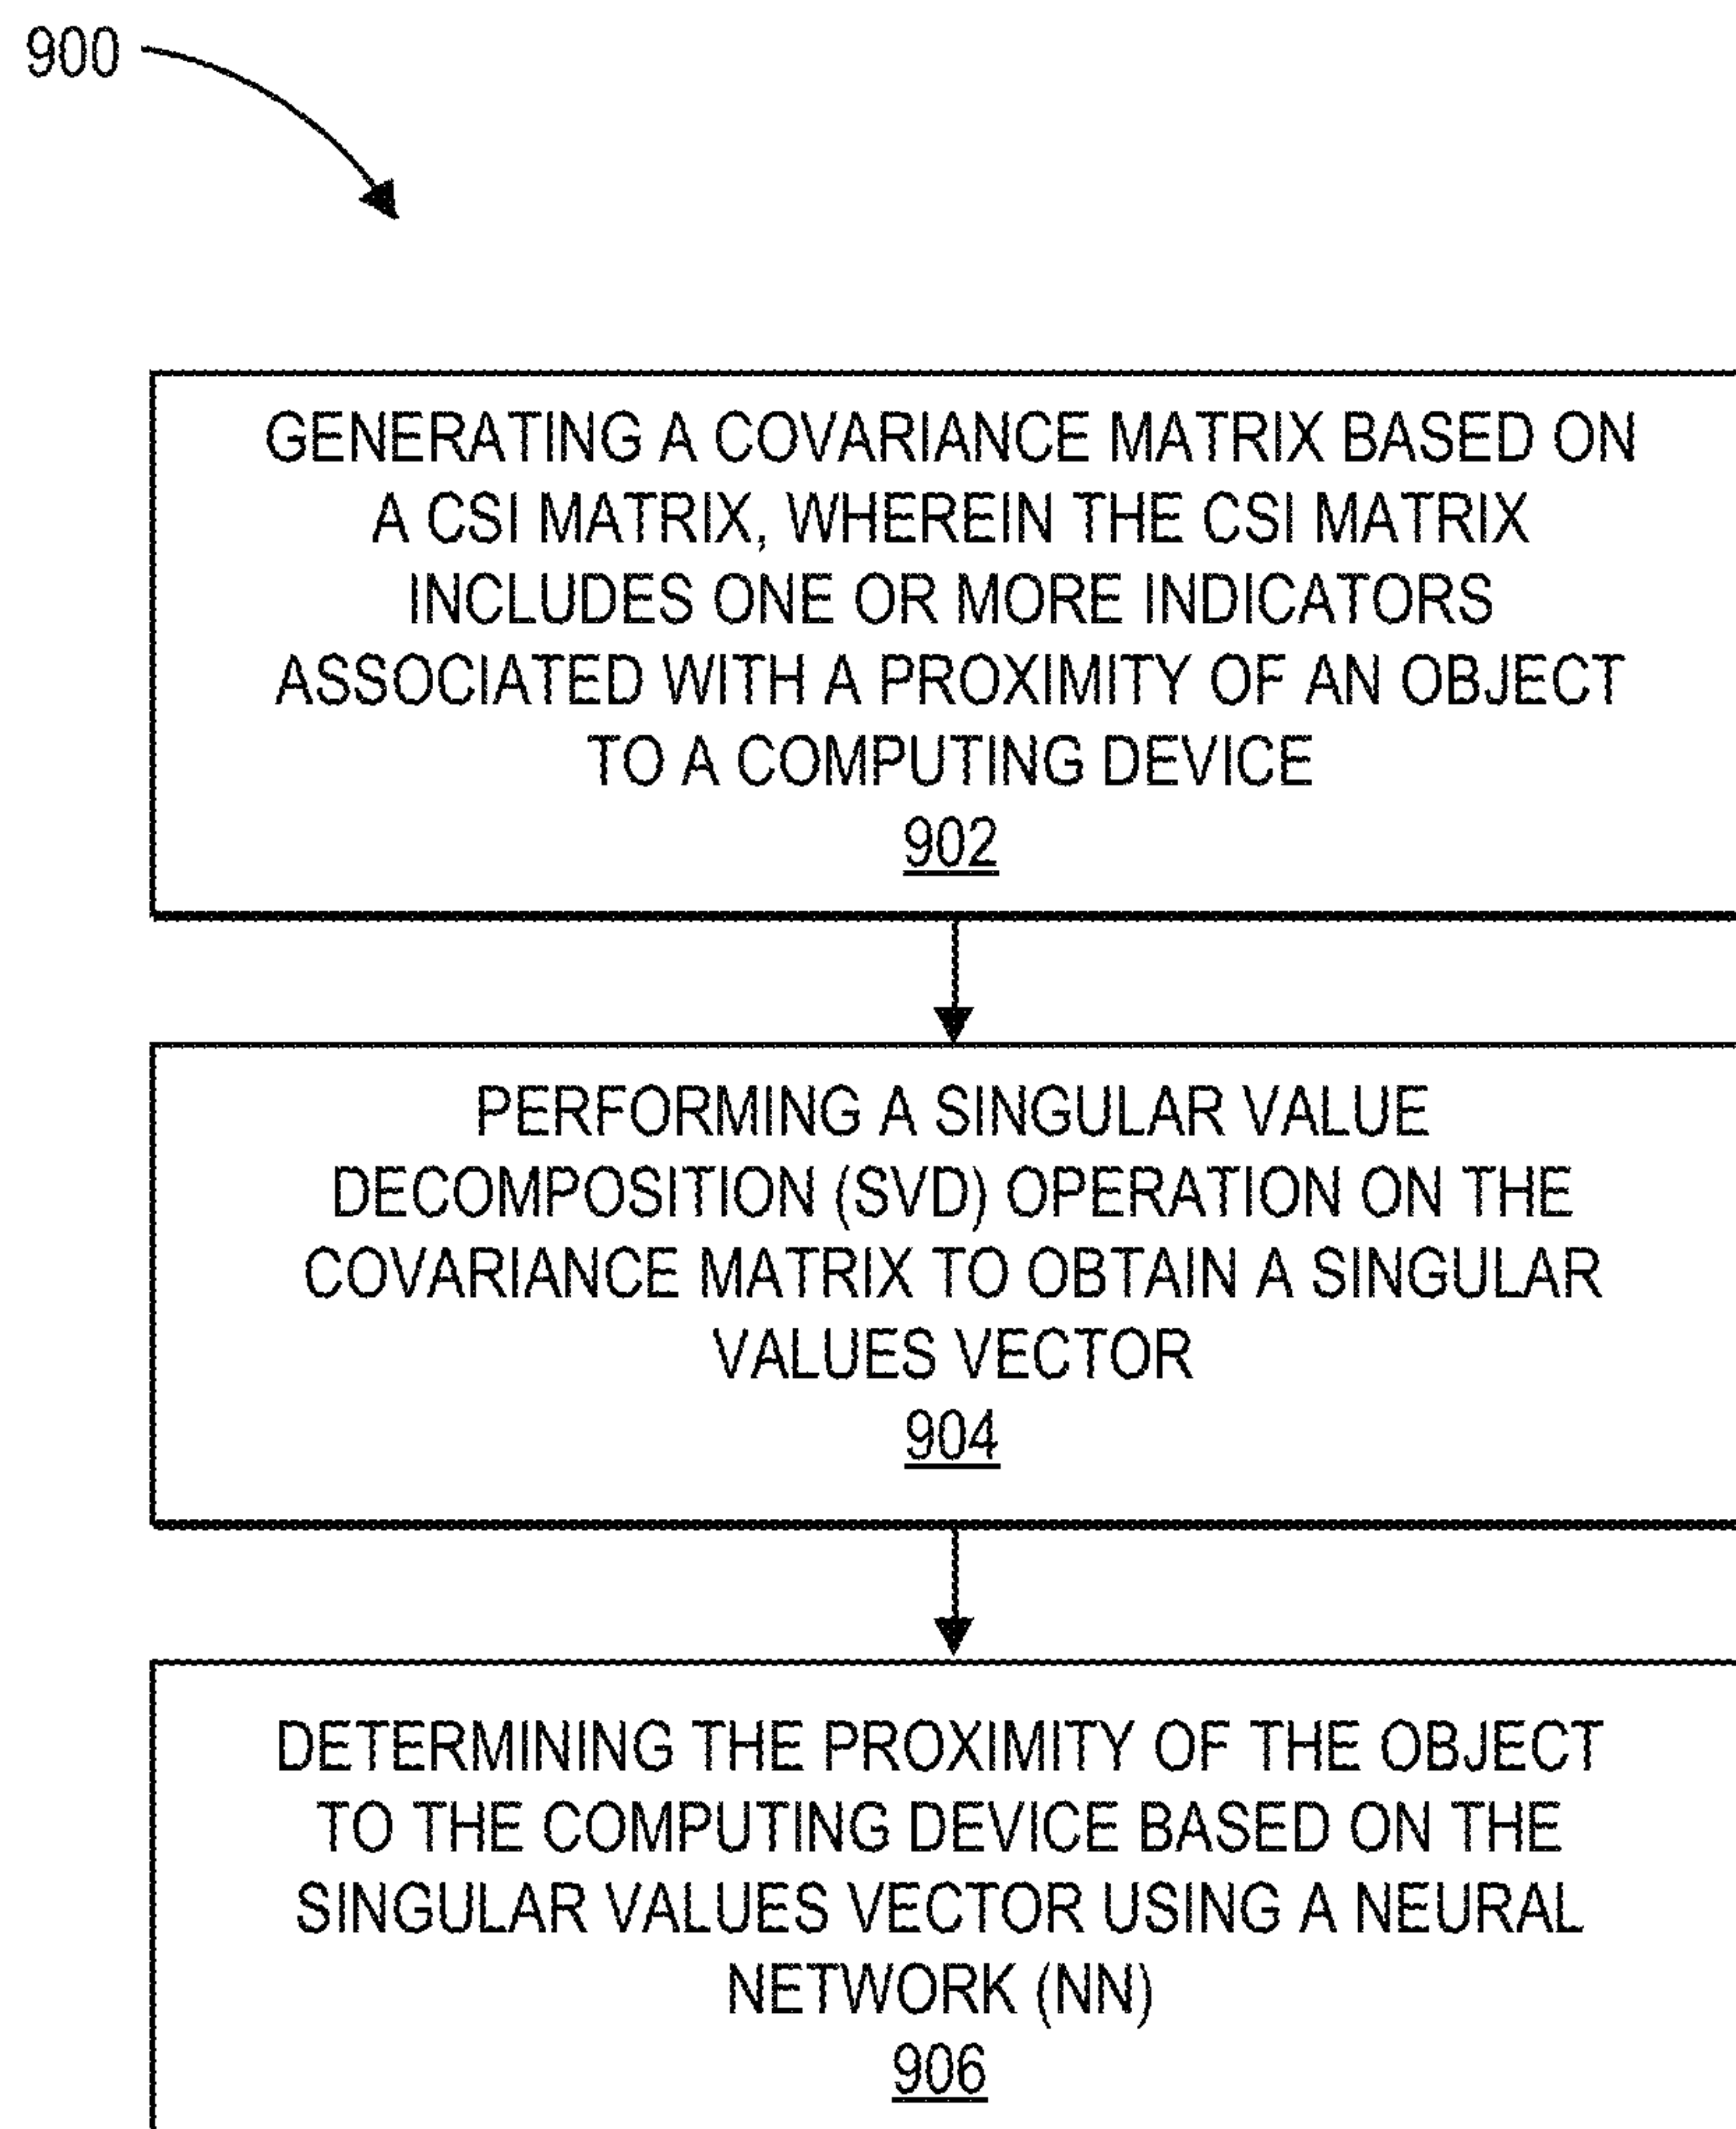 900
GENERATING A COVARIANCE MATRIX BASED ON
A CSI MATRIX, WHEREIN THE CSI MATRIX
INCLUDES ONE OR MORE INDICATORS
ASSOCIATED WITH A PROXIMITY OF AN OBJECT
TO A COMPUTING DEVICE
902
PERFORMING A SINGULAR VALUE
DECOMPOSITION (SVD) OPERATION ON THE
COVARIANCE MATRIX TO OBTAIN A SINGULAR
VALUES VECTOR
904
DETERMINING THE PROXIMITY OF THE OBJECT
TO THE COMPUTING DEVICE BASED ON THE
SINGULAR VALUES VECTOR USING A NEURAL
NETWORK (NN)
906